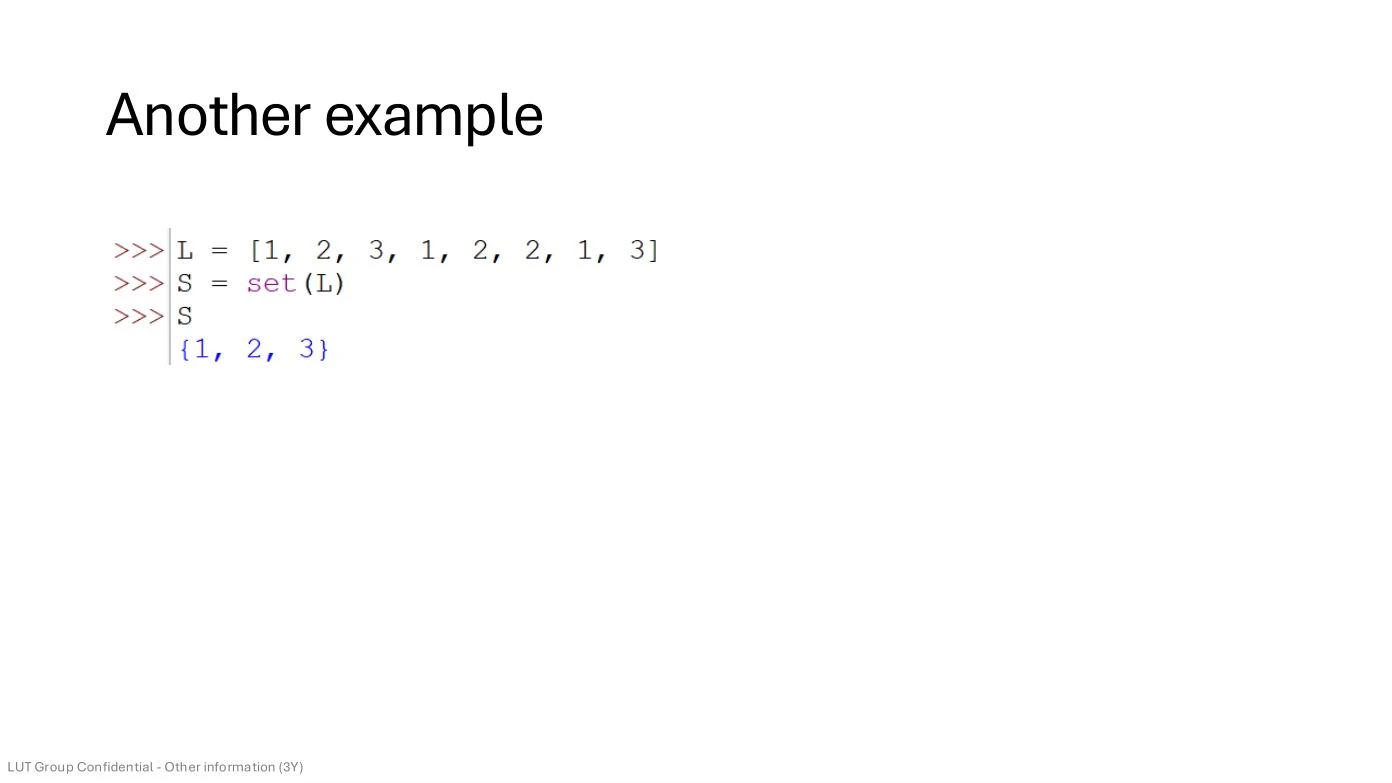 Another example
>>> L = [1, 2, 3, 1, 2, 2, 1, 3]
>>> S = set(L)
>>> S
{1, 2, 3}
LUT Group Confidential - Other information (3Y)